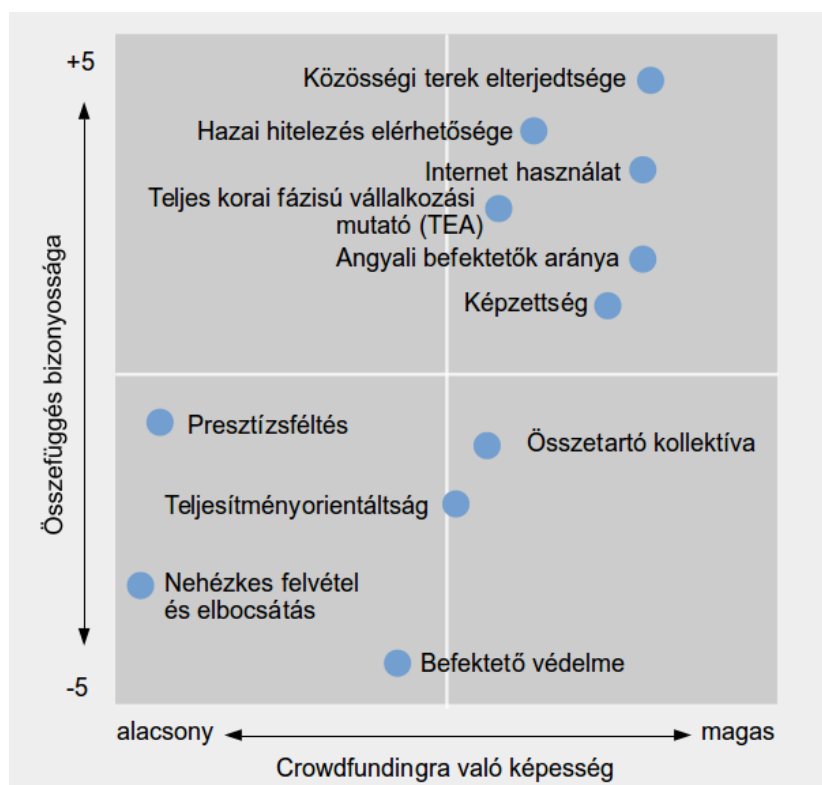 +5
Közösségi terek elterjedtsége
Hazai hitelezés elérhetősége
Internet használat
Teljes korai fázisú vállalkozási
mutató (TEA)
Angyali befektetők aránya
Képzettség
Összefüggés bizonyossága
Presztízsféltés
Összetartó kollektíva
Teljesítményorientáltság
Nehézkes felvétel
és elbocsátás
Befektető védelme
-5
alacsony
magas
Crowdfundingra való képesség